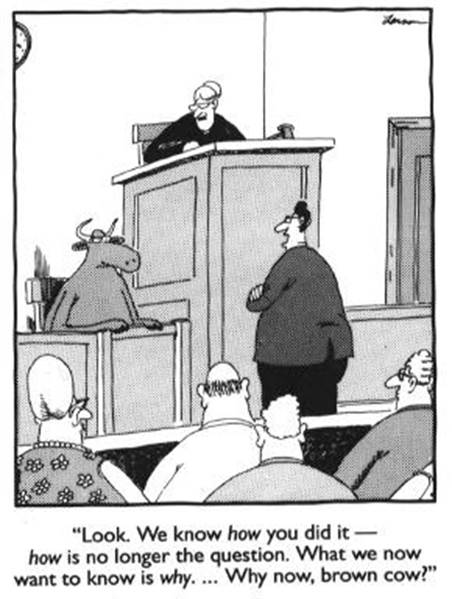 Larson
"Look. We know how you did it —
how is no longer the question. What we now
want to know is why. ... Why now, brown cow?"